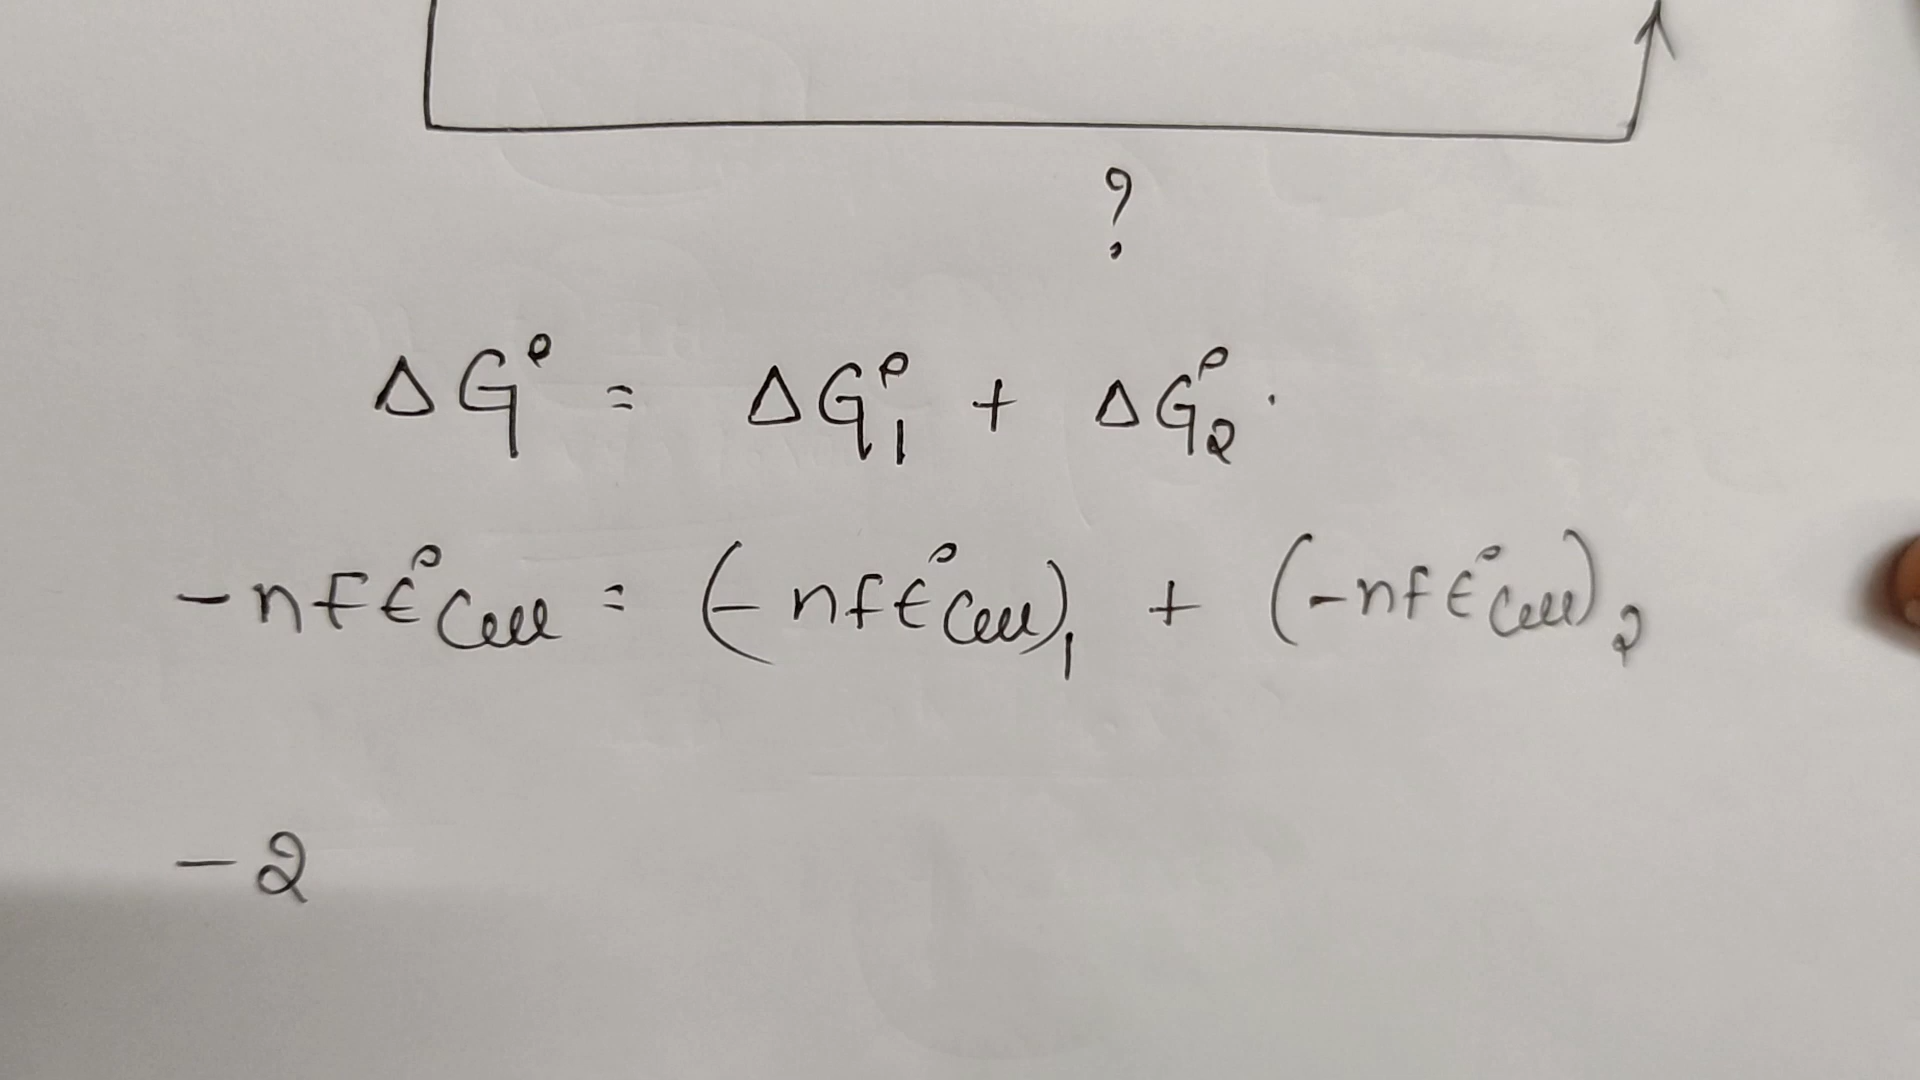 ?
ΔG° = ΔG°₁ + ΔG°₂.
-nFE°Cell = (-nFE°Cell)₁ + (-nFE°Cell)₂
-2